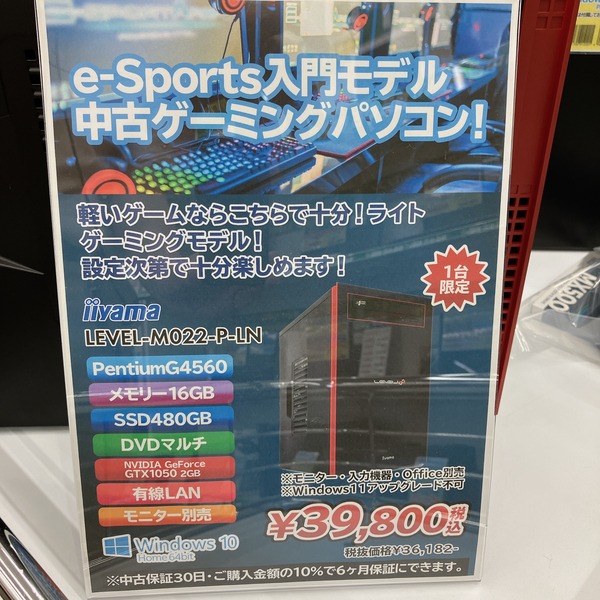 e-Sports入門モデル
中古ゲーミングパソコン!
軽いゲームならこちらで十分!ライト
ゲーミングモデル!
設定次第で十分楽しめます!
1台
限定
iiyama
LEVEL-M022-P-LN
PentiumG4560
メモリー16GB
SSD480GB
DVDマルチ
NVIDIA GeForce
GTX1050 2GB
有線LAN
モニター別売
LEVEL
iiyama
※モニター・入力機器・Office別売
※Windows11アップグレード不可
¥39,800税込
税抜価格¥36,182-
Windows 10
Home 64bit
※中古保証30日・ご購入金額の10%で6ヶ月保証にできます。
DX500